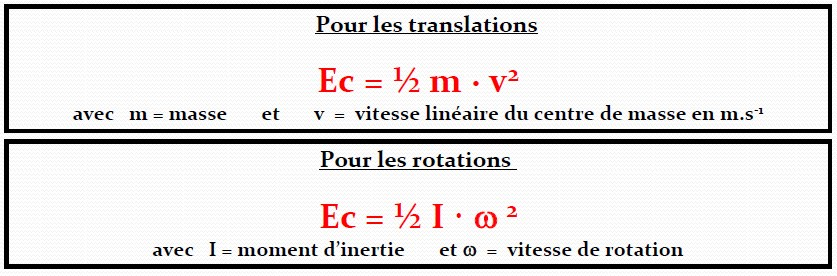 Pour les translations
Ec = ½ m · v²
avec m = masse et v = vitesse linéaire du centre de masse en m.s⁻¹
Pour les rotations
Ec = ½ I · ω ²
avec I = moment d’inertie et ω = vitesse de rotation